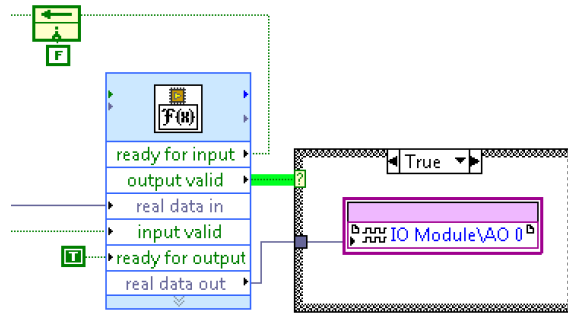 F
F(x)
ready for input
True
output valid
?
real data in
input valid
IO Module\AO 0
T
ready for output
real data out